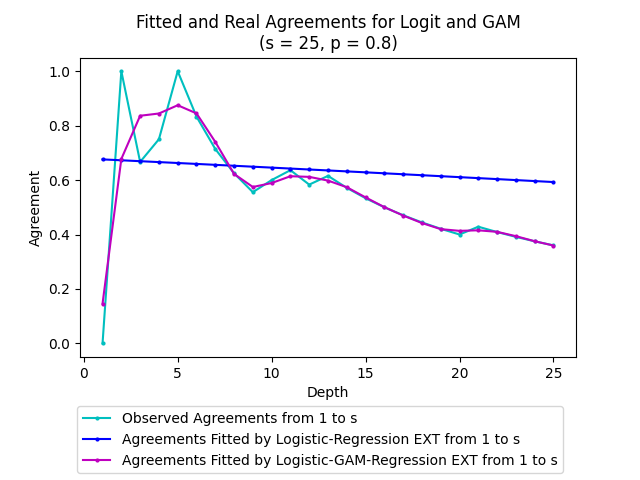 Fitted and Real Agreements for Logit and GAM
(s = 25, p = 0.8)
1.0
0.8
0.6
0.4
0.2
0.0
Agreement
0 5 10 15 20 25
Depth
Observed Agreements from 1 to s
Agreements Fitted by Logistic-Regression EXT from 1 to s
Agreements Fitted by Logistic-GAM-Regression EXT from 1 to s